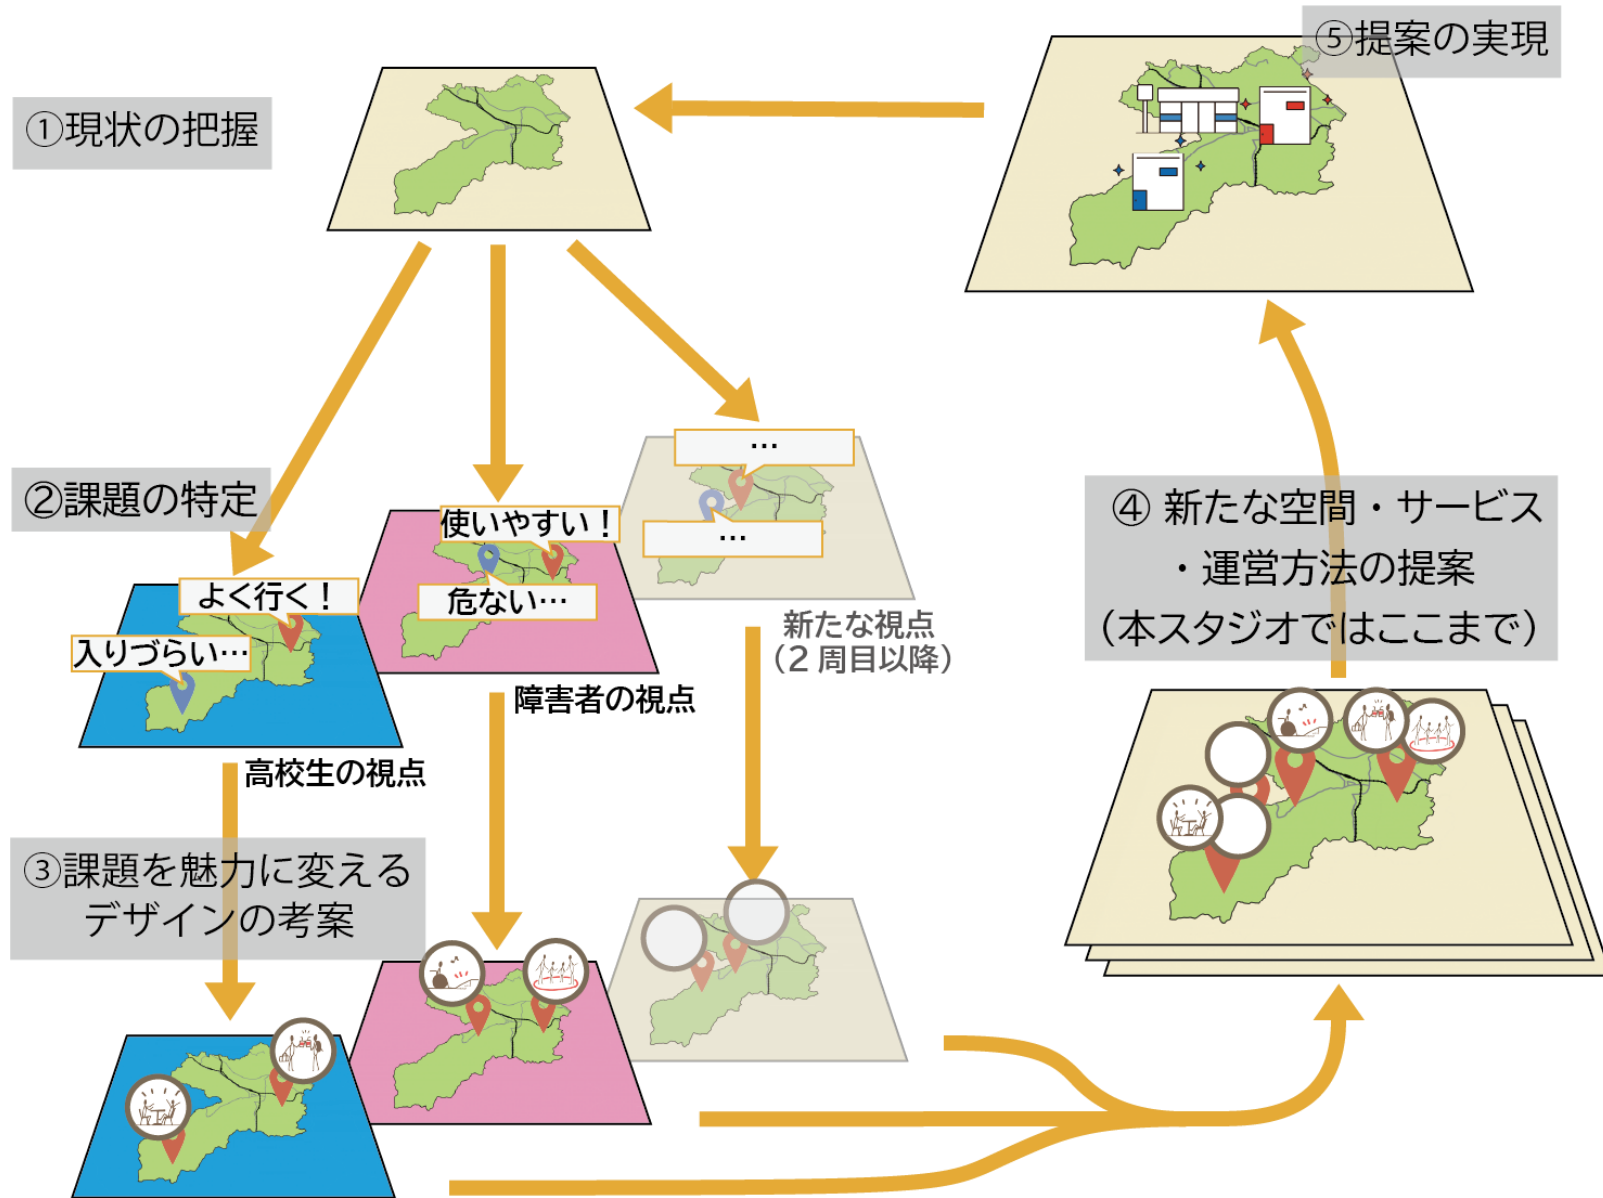 ①現状の把握
⑤提案の実現
②課題の特定
よく行く！
入りづらい…
使いやすい！
危ない…
…
…
高校生の視点
障害者の視点
新たな視点
（2 周目以降）
③課題を魅力に変える
デザインの考案
④ 新たな空間・サービス
・運営方法の提案
（本スタジオではここまで）